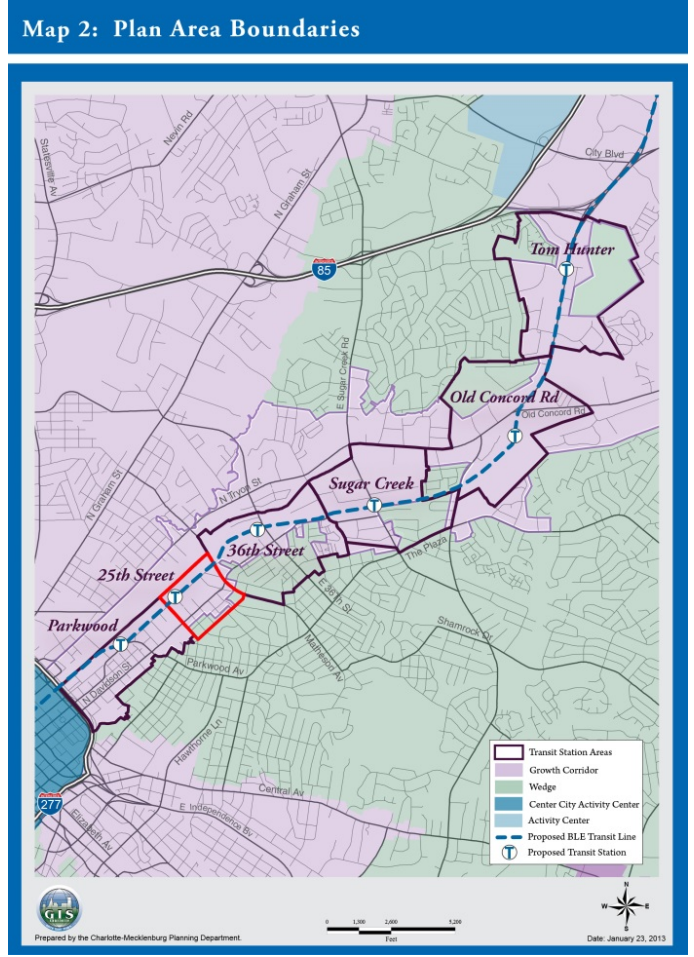 Map 2: Plan Area Boundaries
Statesville Av
Nevin Rd
N Graham St
City Blvd
Tom Hunter
T
85
E Sugar Creek Rd
Old Concord Rd
Old Concord Rd
T
N Graham St
N Tryon St
Sugar Creek
T
36th Street
T
The Plaza
25th Street
T
E 36th St
Shamrock Dr
Parkwood
T
Matheson Av
Parkwood Av
N Davidson St
Hawthorne Ln
277
Central Av
E Independence Bv
Elizabeth Av
Transit Station Areas
Growth Corridor
Wedge
Center City Activity Center
Activity Center
Proposed BLE Transit Line
T Proposed Transit Station
GTS
Prepared by the Charlotte-Mecklenburg Planning Department.
0 1,300 2,600 5,200
Feet
N
W E
S
Date: January 23, 2013